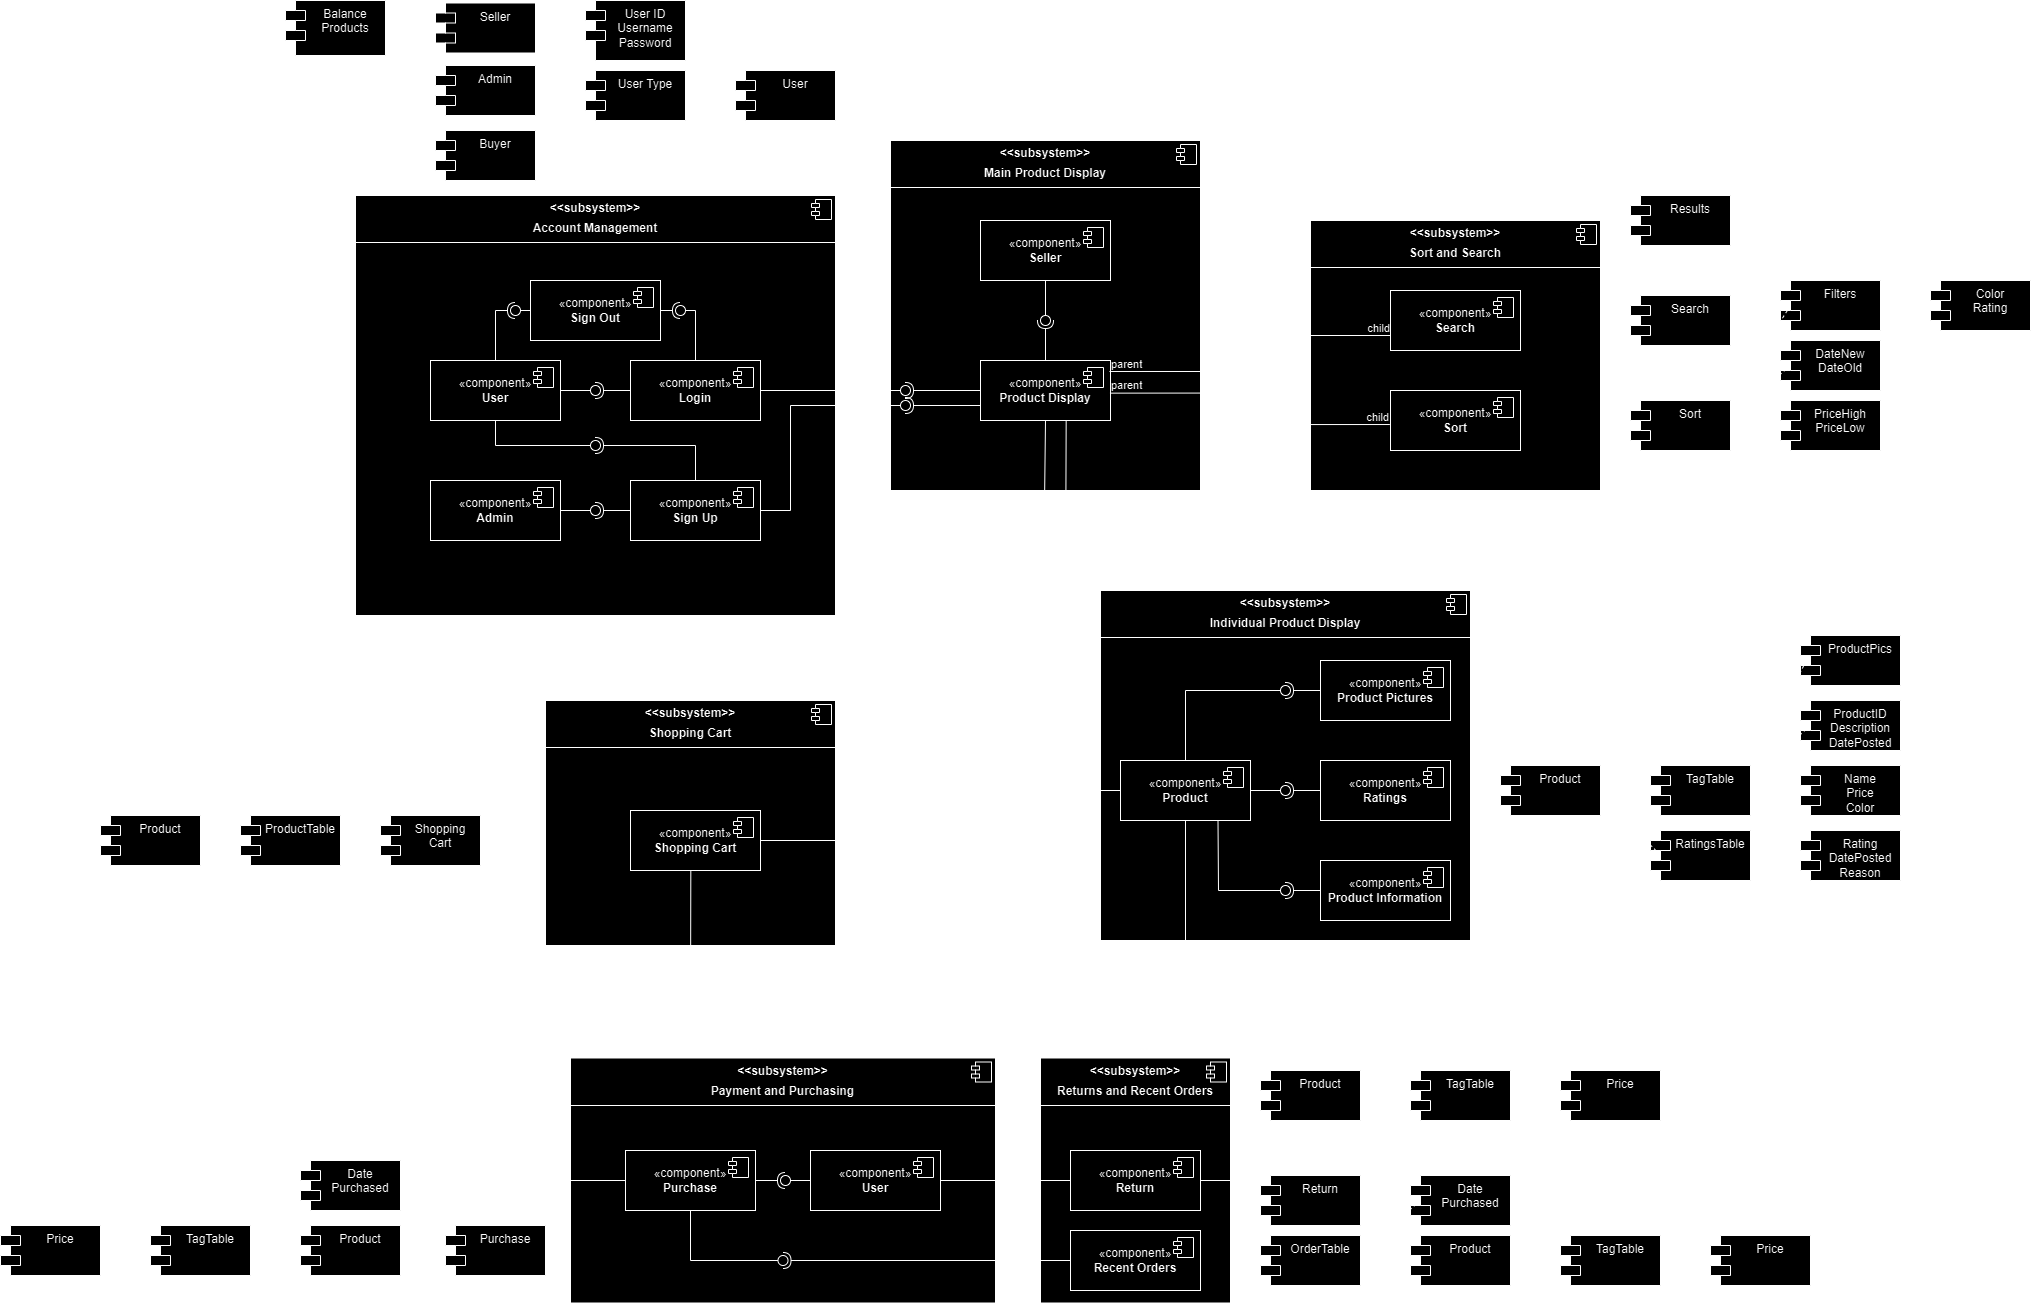 Balance
Products
Seller
User ID
Username
Password
Admin
User Type
User
Buyer
<<subsystem>>
Account Management
«component»
Sign Out
«component»
User
«component»
Login
«component»
Admin
«component»
Sign Up
<<subsystem>>
Main Product Display
«component»
Seller
«component»
Product Display
parent
parent
<<subsystem>>
Sort and Search
child
«component»
Search
child
«component»
Sort
Results
Search
Filters
Color
Rating
DateNew
DateOld
Sort
PriceHigh
PriceLow
<<subsystem>>
Individual Product Display
«component»
Product Pictures
«component»
Product
«component»
Ratings
«component»
Product Information
ProductPics
ProductID
Description
DatePosted
Product
TagTable
Name
Price
Color
RatingsTable
Rating
DatePosted
Reason
<<subsystem>>
Shopping Cart
«component»
Shopping Cart
Product
ProductTable
Shopping
Cart
<<subsystem>>
Payment and Purchasing
«component»
Purchase
«component»
User
Date
Purchased
Price
TagTable
Product
Purchase
<<subsystem>>
Returns and Recent Orders
«component»
Return
«component»
Recent Orders
Product
TagTable
Price
Return
Date
Purchased
OrderTable
Product
TagTable
Price